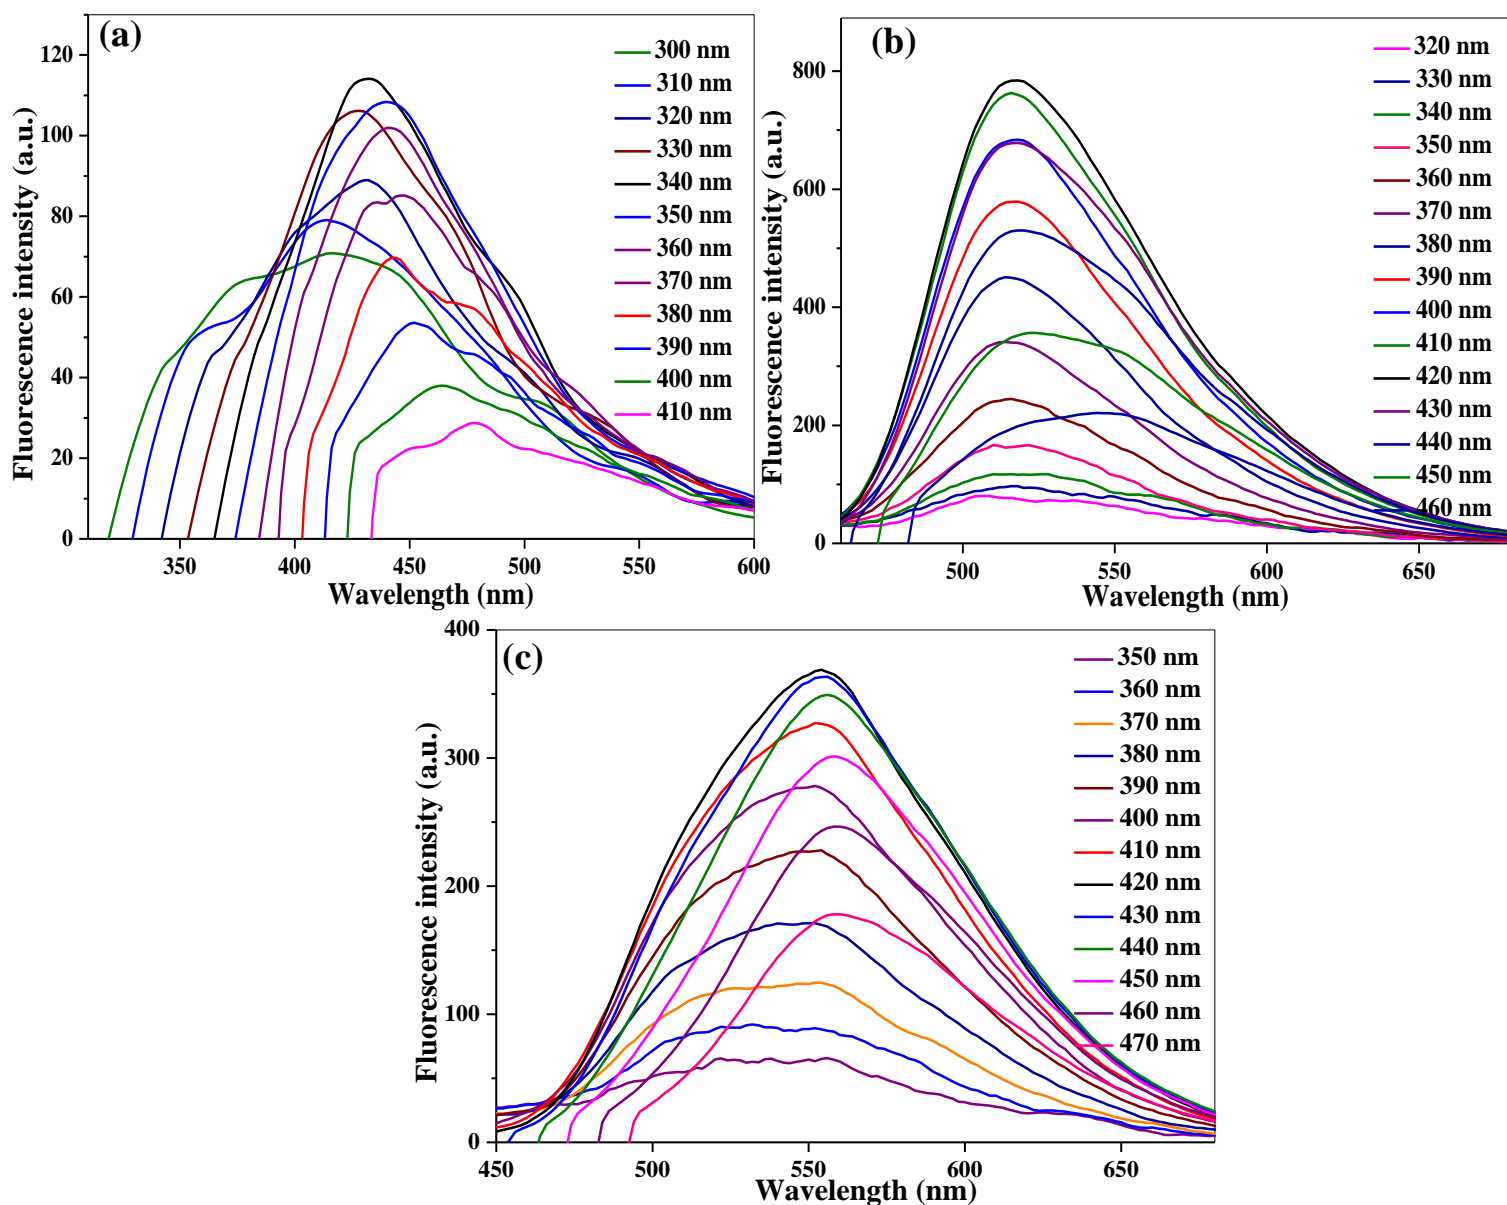 (a)
300 nm
310 nm
320 nm
330 nm
340 nm
350 nm
360 nm
370 nm
380 nm
390 nm
400 nm
410 nm
120
100
80
60
40
20
0
350
400
450
500
550
600
Fluorescence intensity (a.u.)
Wavelength (nm)
(b)
320 nm
330 nm
340 nm
350 nm
360 nm
370 nm
380 nm
390 nm
400 nm
410 nm
420 nm
430 nm
440 nm
450 nm
460 nm
800
600
400
200
0
500
550
600
650
Fluorescence intensity (a.u.)
Wavelength (nm)
(c)
350 nm
360 nm
370 nm
380 nm
390 nm
400 nm
410 nm
420 nm
430 nm
440 nm
450 nm
460 nm
470 nm
400
300
200
100
0
450
500
550
600
650
Fluorescence intensity (a.u.)
Wavelength (nm)